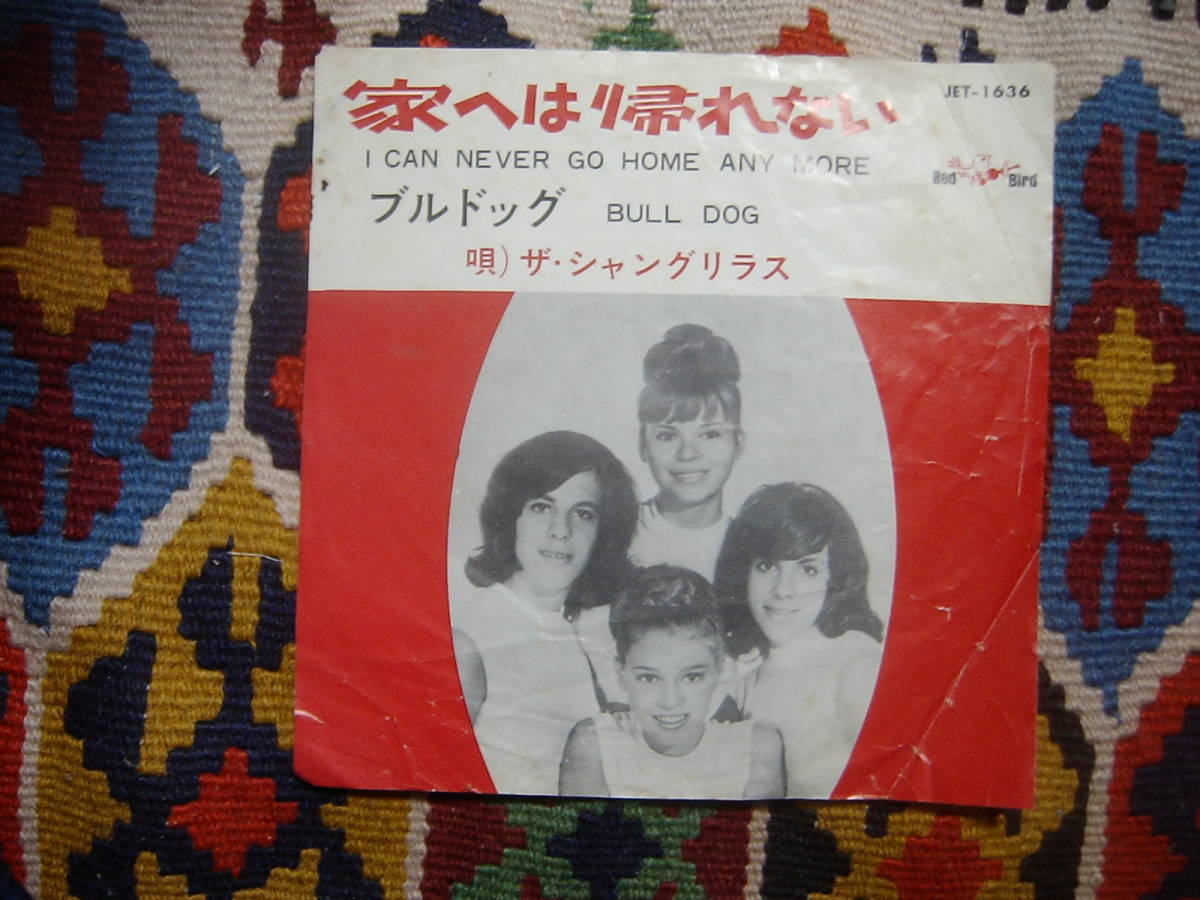 家へは帰れない
JET-1636
I CAN NEVER GO HOME ANY MORE
Red Bird
ブルドッグ BULL DOG
唄)ザ・シャングリラス